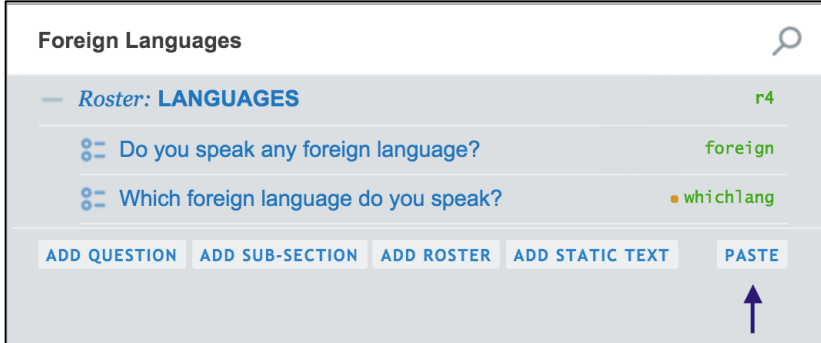 Foreign Languages
Roster: LANGUAGES r4
Do you speak any foreign language? foreign
Which foreign language do you speak? whichlang
ADD QUESTION ADD SUB-SECTION ADD ROSTER ADD STATIC TEXT PASTE